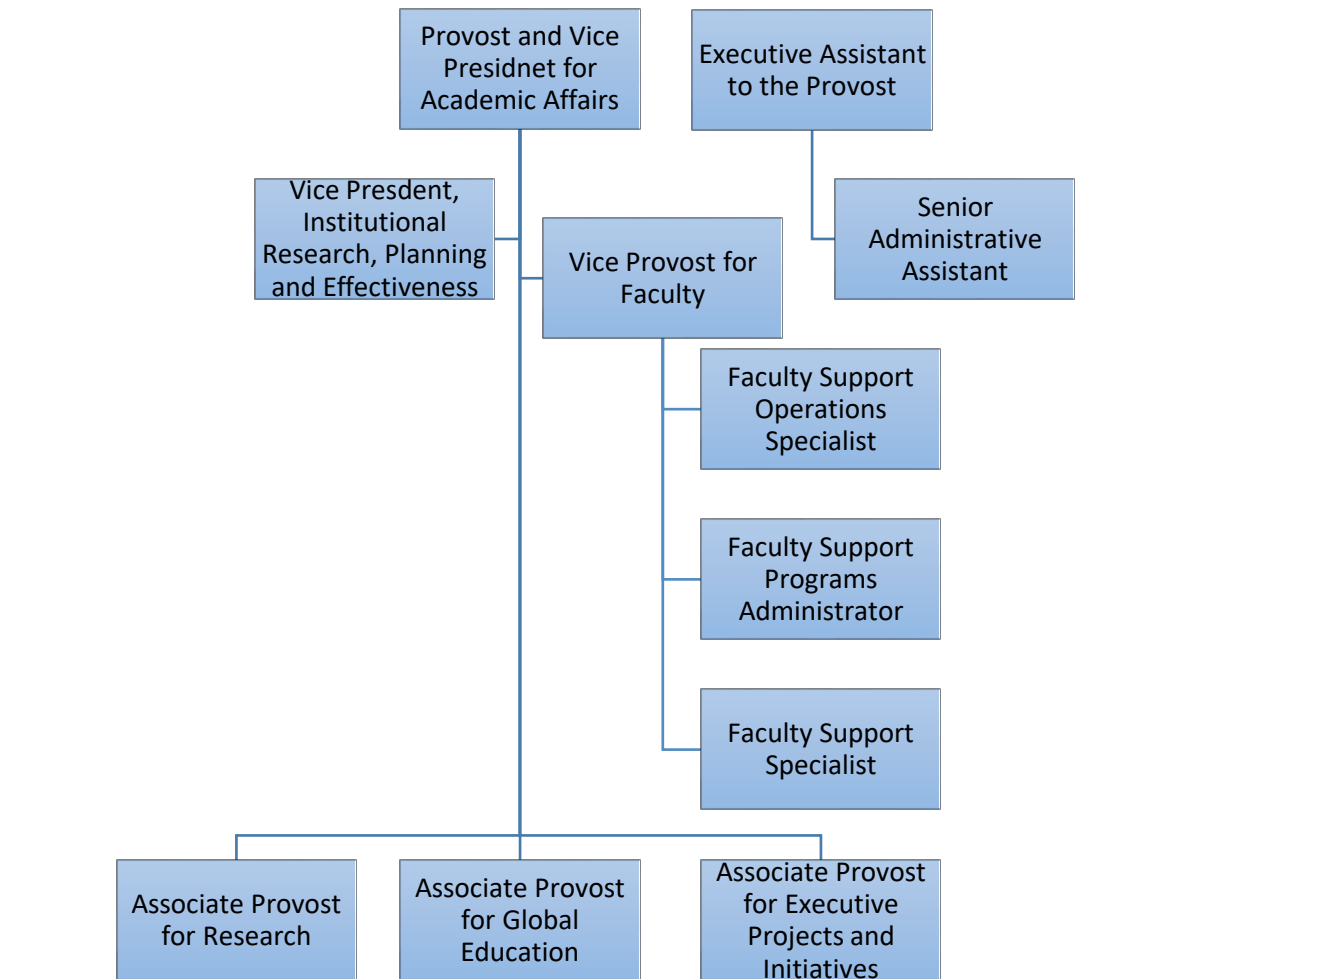 Provost and Vice
Presidnet for
Academic Affairs
Executive Assistant
to the Provost
Vice Presdent,
Institutional
Research, Planning
and Effectiveness
Vice Provost for
Faculty
Senior
Administrative
Assistant
Faculty Support
Operations
Specialist
Faculty Support
Programs
Administrator
Faculty Support
Specialist
Associate Provost
for Research
Associate Provost
for Global
Education
Associate Provost
for Executive
Projects and
Initiatives